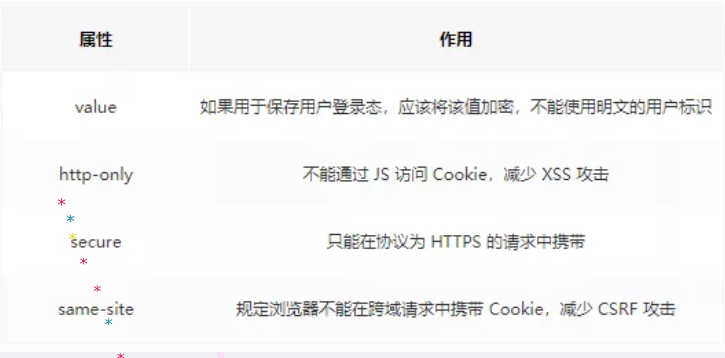 属性 作用
value 如果用于保存用户登录态，应该将该值加密，不能使用明文的用户标识
http-only 不能通过 JS 访问 Cookie，减少 XSS 攻击
*
*
*
secure 只能在协议为 HTTPS 的请求中携带
*
*
same-site 规定浏览器不能在跨域请求中携带 Cookie，减少 CSRF 攻击
*
*